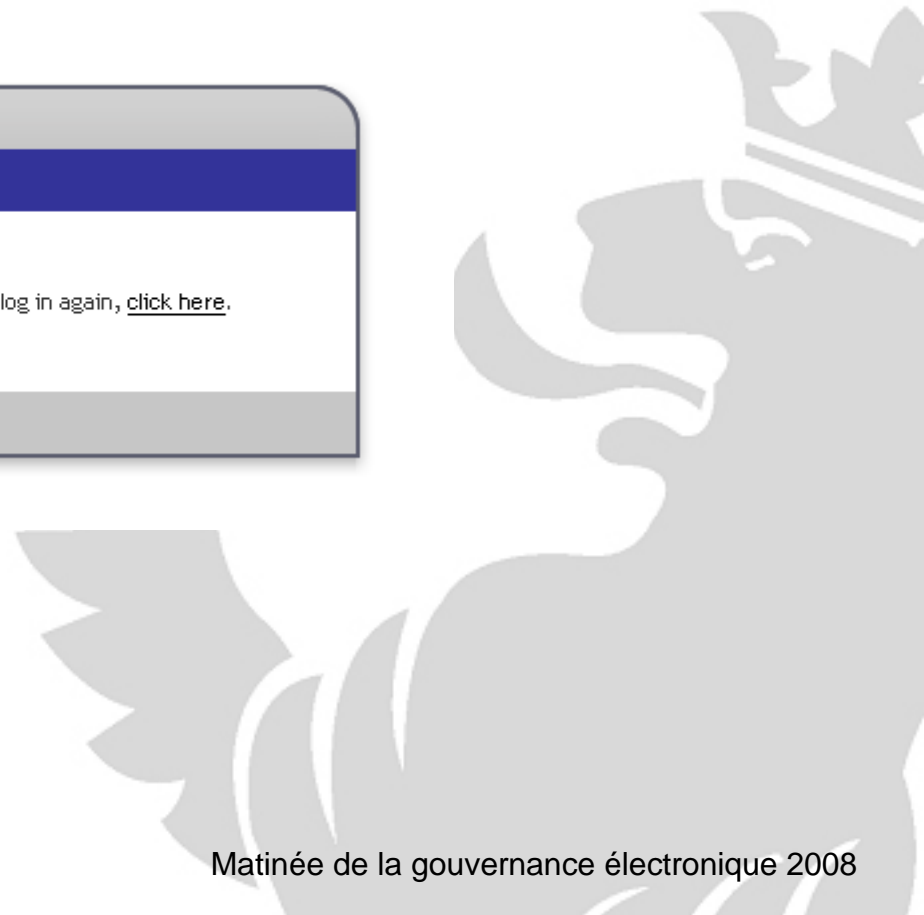 log in again, click here.
Matinée de la gouvernance électronique 2008